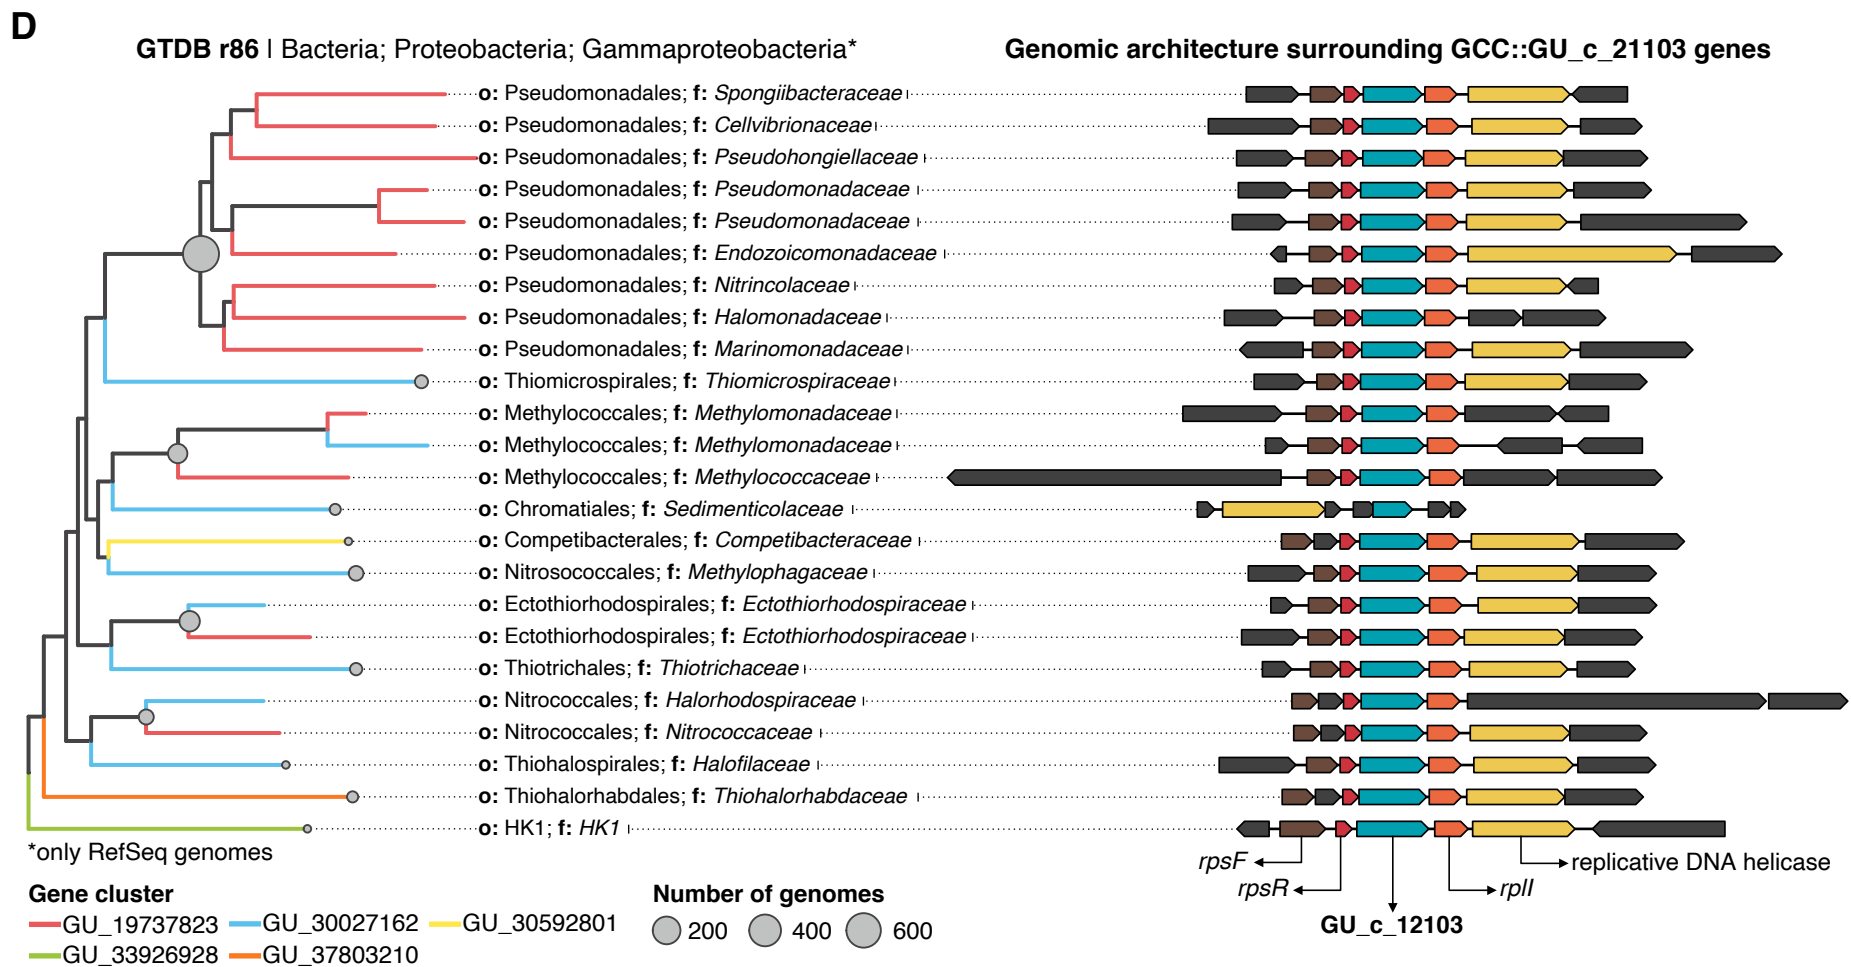 D
GTDB r86 | Bacteria; Proteobacteria; Gammaproteobacteria*
Genomic architecture surrounding GCC::GU_c_21103 genes
o: Pseudomonadales; f: Spongiibacteraceae
o: Pseudomonadales; f: Cellvibrionaceae
o: Pseudomonadales; f: Pseudohongiellaceae
o: Pseudomonadales; f: Pseudomonadaceae
o: Pseudomonadales; f: Pseudomonadaceae
o: Pseudomonadales; f: Endozoicomonadaceae
o: Pseudomonadales; f: Nitrincolaceae
o: Pseudomonadales; f: Halomonadaceae
o: Pseudomonadales; f: Marinomonadaceae
o: Thiomicrospirales; f: Thiomicrospiraceae
o: Methylococcales; f: Methylomonadaceae
o: Methylococcales; f: Methylomonadaceae
o: Methylococcales; f: Methylococcaceae
o: Chromatiales; f: Sedimenticolaceae
o: Competibacterales; f: Competibacteraceae
o: Nitrosococcales; f: Methylophagaceae
o: Ectothiorhodospirales; f: Ectothiorhodospiraceae
o: Ectothiorhodospirales; f: Ectothiorhodospiraceae
o: Thiotrichales; f: Thiotrichaceae
o: Nitrococcales; f: Halorhodospiraceae
o: Nitrococcales; f: Nitrococcaceae
o: Thiohalospirales; f: Halofilaceae
o: Thiohalorhabdales; f: Thiohalorhabdaceae
o: HK1; f: HK1
*only RefSeq genomes
rpsF
replicative DNA helicase
rpsR
rplI
GU_c_12103
Gene cluster
GU_19737823 GU_30027162 GU_30592801
GU_33926928 GU_37803210
Number of genomes
200 400 600